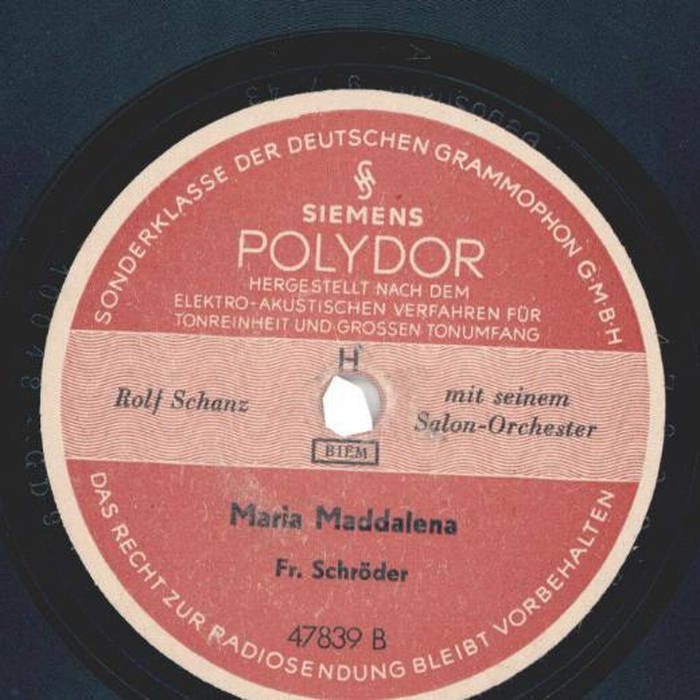 SONDERKLASSE DER DEUTSCHEN GRAMMOPHON G·M·B·H
SIEMENS
POLYDOR
HERGESTELLT NACH DEM
ELEKTRO-AKUSTISCHEN VERFAHREN FÜR
TONREINHEIT UND GROSSEN TONUMFANG
H
Rolf Schanz
mit seinem
Salon-Orchester
BIEM
Maria Maddalena
Fr. Schröder
47839 B
DAS RECHT ZUR RADIOSENDUNG BLEIBT VORBEHALTEN